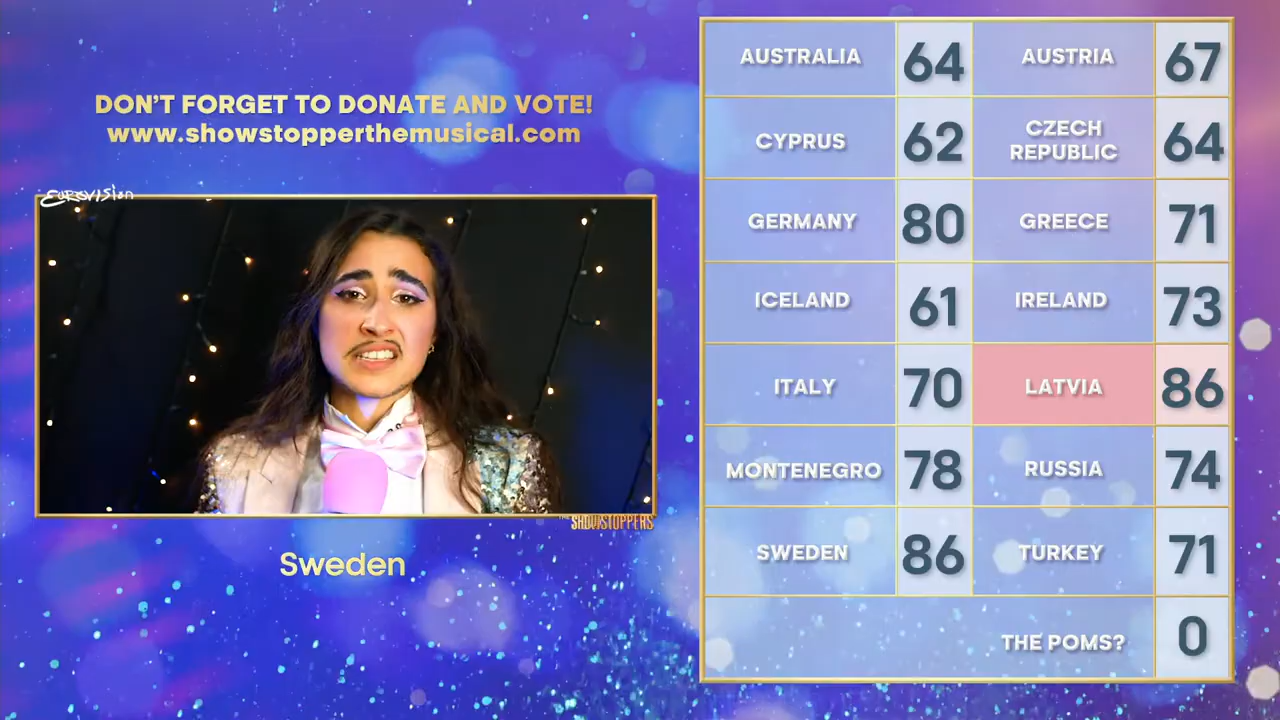 DON'T FORGET TO DONATE AND VOTE!
www.showstopperthemusical.com
EUROVISION
THE SHOWSTOPPERS
Sweden
AUSTRALIA 64 AUSTRIA 67
CYPRUS 62 CZECH REPUBLIC 64
GERMANY 80 GREECE 71
ICELAND 61 IRELAND 73
ITALY 70 LATVIA 86
MONTENEGRO 78 RUSSIA 74
SWEDEN 86 TURKEY 71
THE POMS? 0